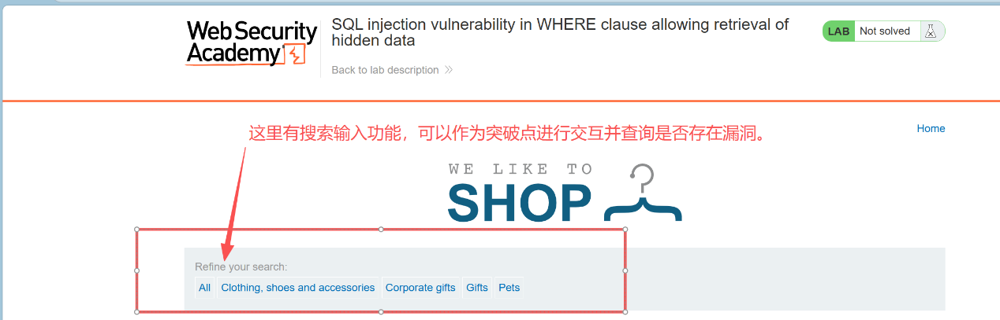 Web Security
Academy
SQL injection vulnerability in WHERE clause allowing retrieval of
hidden data
Back to lab description
LAB Not solved
这里有搜索输入功能，可以作为突破点进行交互并查询是否存在漏洞。
Home
WE LIKE TO
SHOP
Refine your search:
All Clothing, shoes and accessories Corporate gifts Gifts Pets